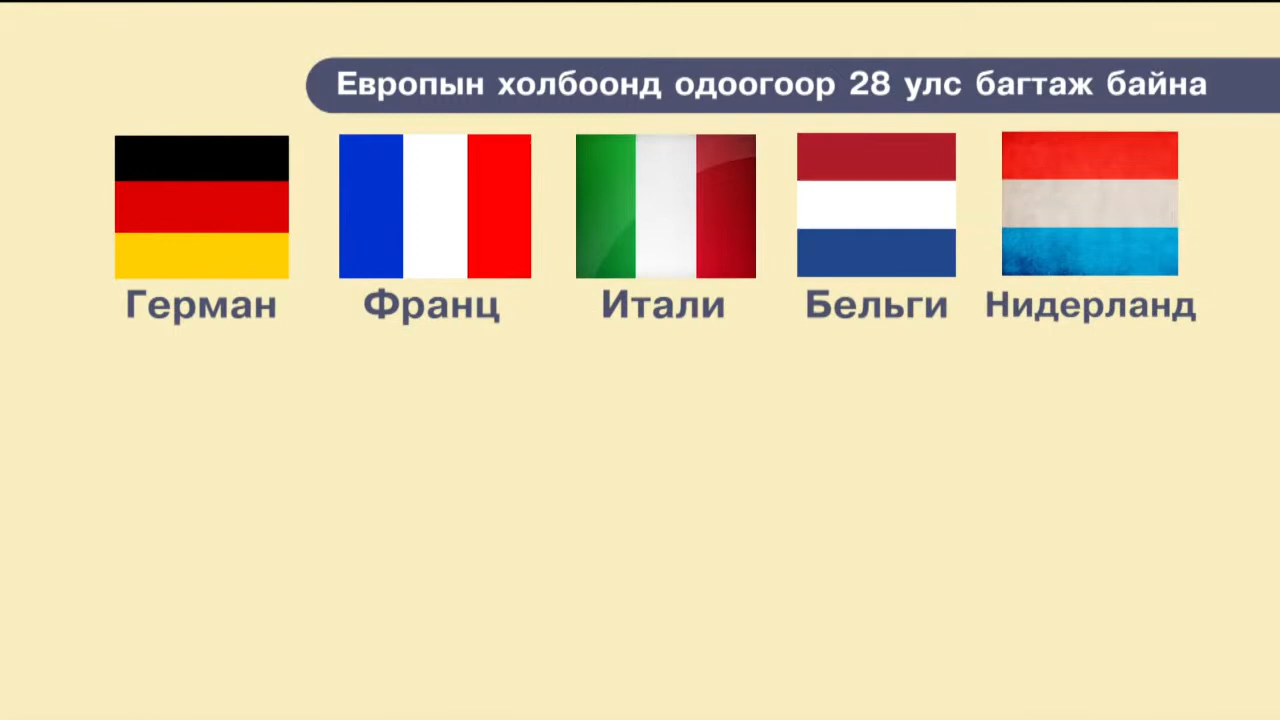 Европын холбоонд одоогоор 28 улс багтаж байна
Герман Франц Итали Бельги Нидерланд